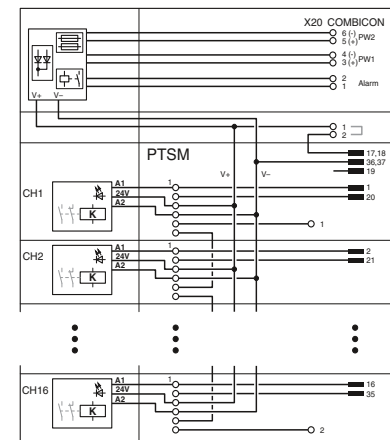 X20 COMBICON
6 (-)
5 (+)
PW2
4 (-)
3 (+)
PW1
2
1
Alarm
V+ V–
1
2
PTSM
V+ V–
17,18
36,37
19
CH1
A1
24V
A2
K
1
1
20
1
CH2
A1
24V
A2
K
1
2
21
CH16
A1
24V
A2
K
1
16
35
2